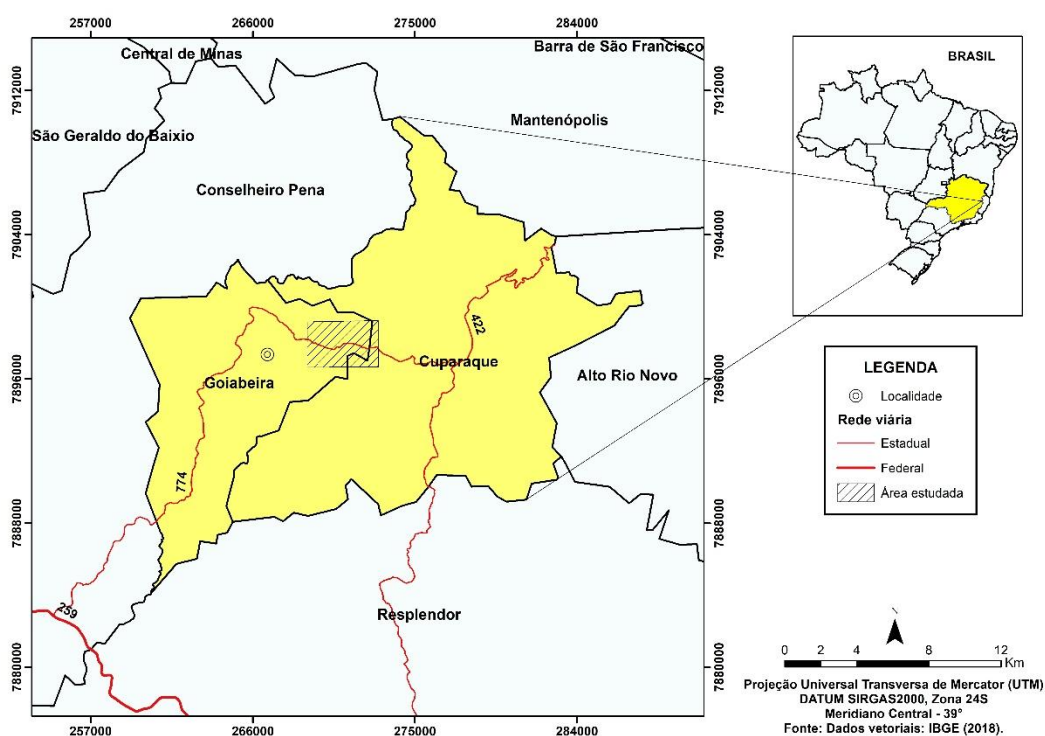 257000 266000 275000 284000
Central de Minas
Barra de São Francisco
BRASIL
7912000 7912000
São Geraldo do Baixio
Mantenópolis
Conselheiro Pena
7904000 7904000
422
Cuparaque
Goiabeira
Alto Rio Novo
7896000 7896000
LEGENDA
Localidade
Rede viária
Estadual
Federal
Área estudada
774
7888000 7888000
259
Resplendor
N
7880000 7880000
0 2 4 8 12
Km
Projeção Universal Transversa de Mercator (UTM)
DATUM SIRGAS2000, Zona 24S
Meridiano Central - 39°
Fonte: Dados vetoriais: IBGE (2018).
257000 266000 275000 284000